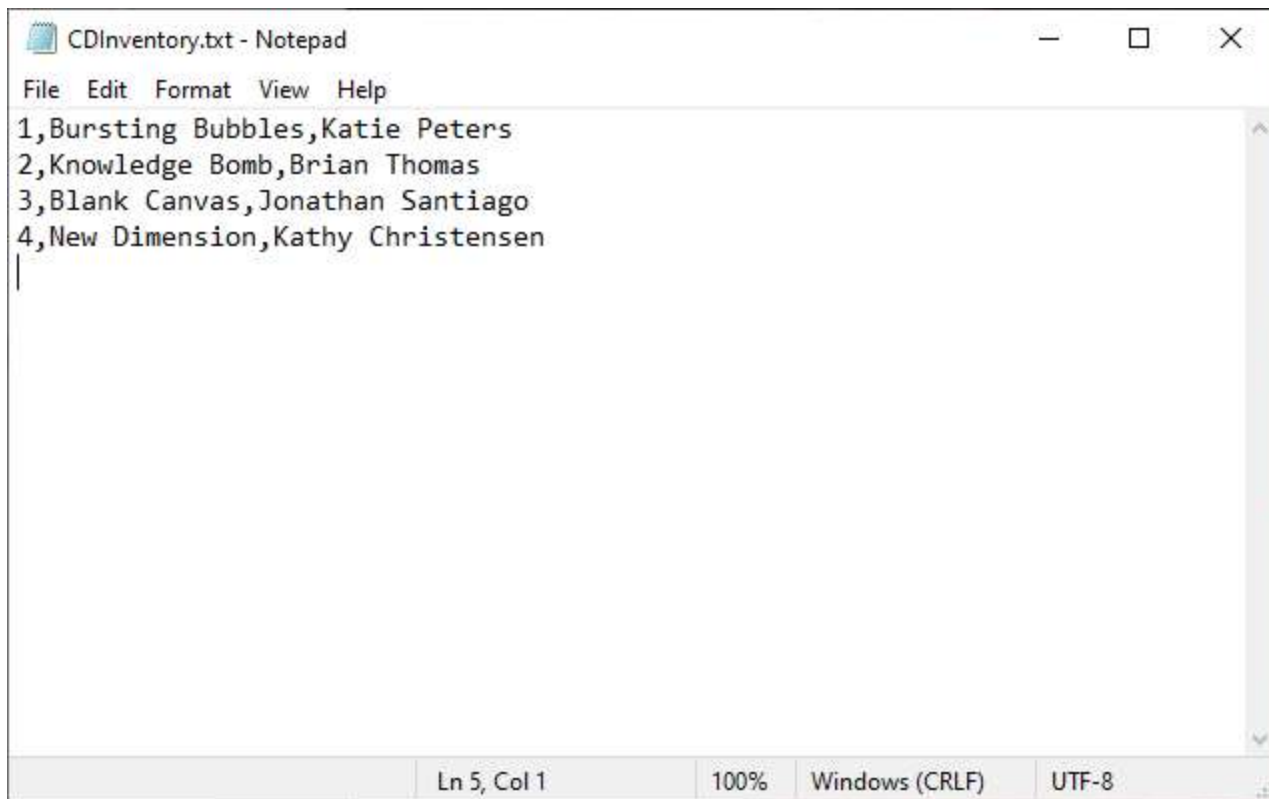 CDInventory.txt - Notepad
File Edit Format View Help
1,Bursting Bubbles,Katie Peters
2,Knowledge Bomb,Brian Thomas
3,Blank Canvas,Jonathan Santiago
4,New Dimension,Kathy Christensen
Ln 5, Col 1 100% Windows (CRLF) UTF-8